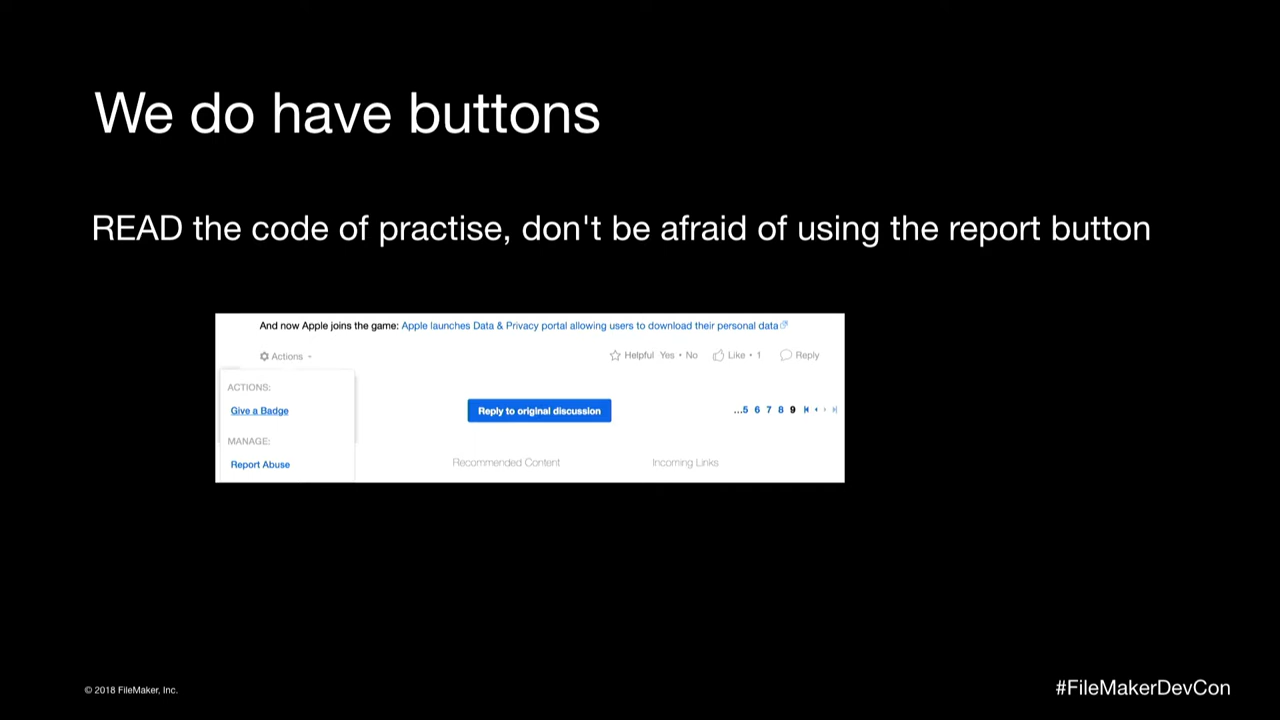 We do have buttons
READ the code of practise, don't be afraid of using the report button
And now Apple joins the game: Apple launches Data & Privacy portal allowing users to download their personal data
Actions
Helpful Yes • No Like • 1 Reply
ACTIONS:
Give a Badge
Reply to original discussion
...5 6 7 8 9
MANAGE:
Report Abuse
Recommended Content
Incoming Links
© 2018 FileMaker, Inc.
#FileMakerDevCon